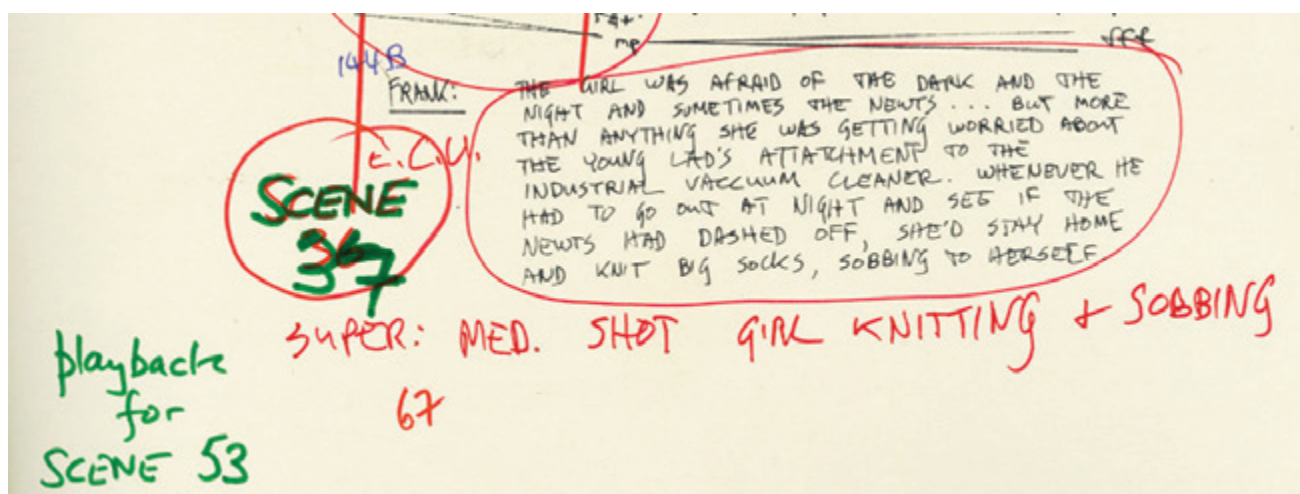 mp
144B
FRANK: THE GIRL WAS AFRAID OF THE DARK AND THE
NIGHT AND SOMETIMES THE NEWTS... BUT MORE
THAN ANYTHING SHE WAS GETTING WORRIED ABOUT
E.C.U.
THE YOUNG LAD'S ATTATCHMENT TO THE
INDUSTRIAL VACCUUM CLEANER. WHENEVER HE
HAD TO GO OUT AT NIGHT AND SEE IF THE
NEWTS HAD DASHED OFF, SHE'D STAY HOME
AND KNIT BIG SOCKS, SOBBING TO HERSELF
SCENE
37
SUPER: MED. SHOT GIRL KNITTING + SOBBING
67
playback
for
SCENE 53